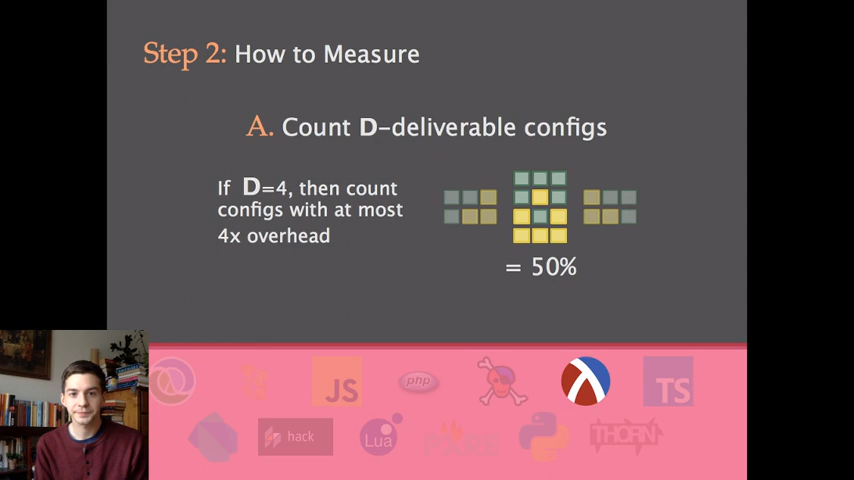 Step 2: How to Measure
A. Count D-deliverable configs
If D=4, then count
configs with at most
4x overhead
= 50%
JS
php
TS
hack
Lua
THORN